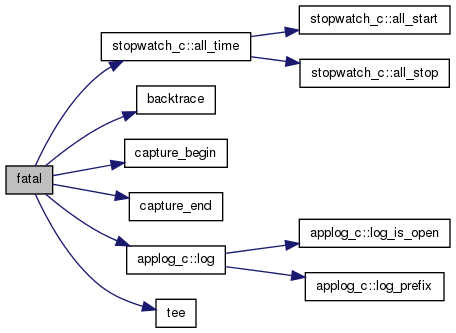 stopwatch_c::all_start
stopwatch_c::all_time
stopwatch_c::all_stop
backtrace
capture_begin
fatal
capture_end
applog_c::log_is_open
applog_c::log
applog_c::log_prefix
tee